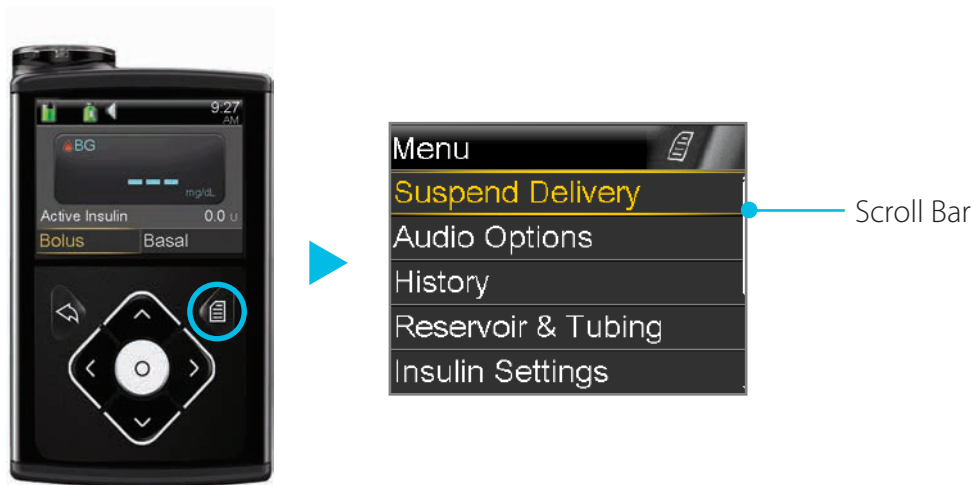 9:27
AM
BG
---
mg/dL
Active Insulin 0.0 U
Bolus Basal
Menu
Suspend Delivery
Audio Options
History
Reservoir & Tubing
Insulin Settings
Scroll Bar